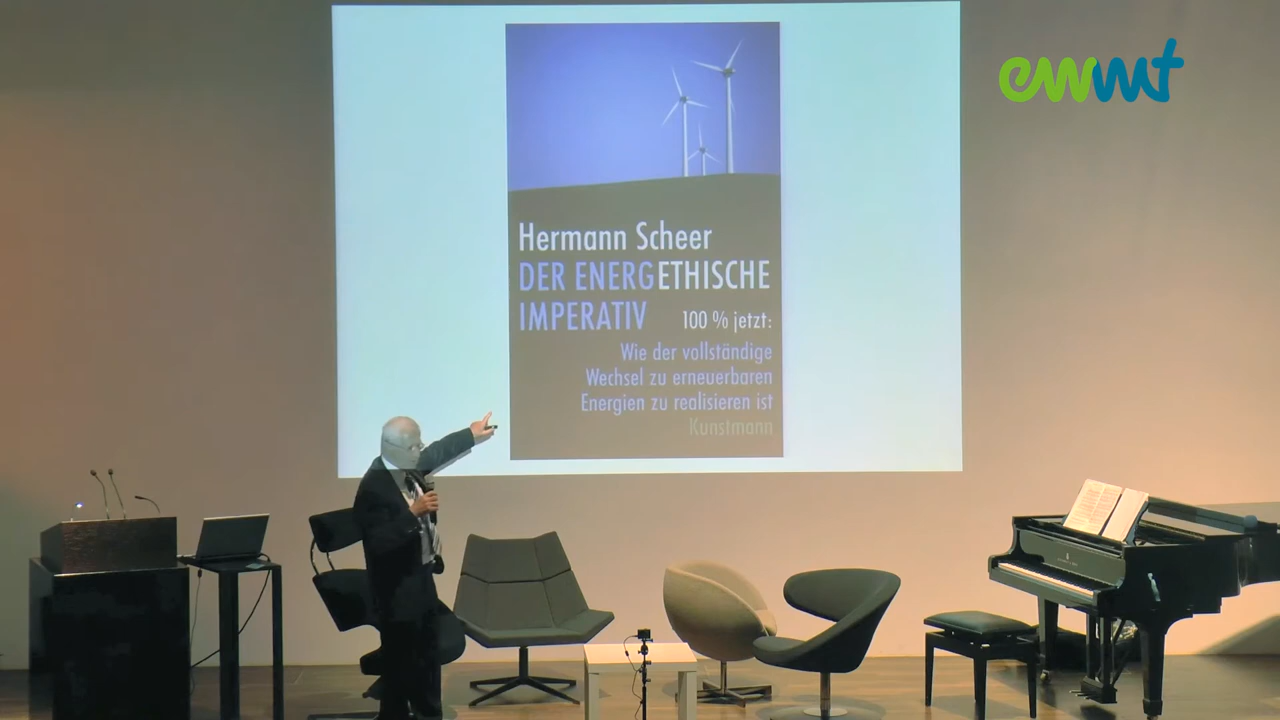 ewmt
Hermann Scheer
DER ENERGETHISCHE
IMPERATIV 100 % jetzt:
Wie der vollständige
Wechsel zu erneuerbaren
Energien zu realisieren ist
Kunstmann